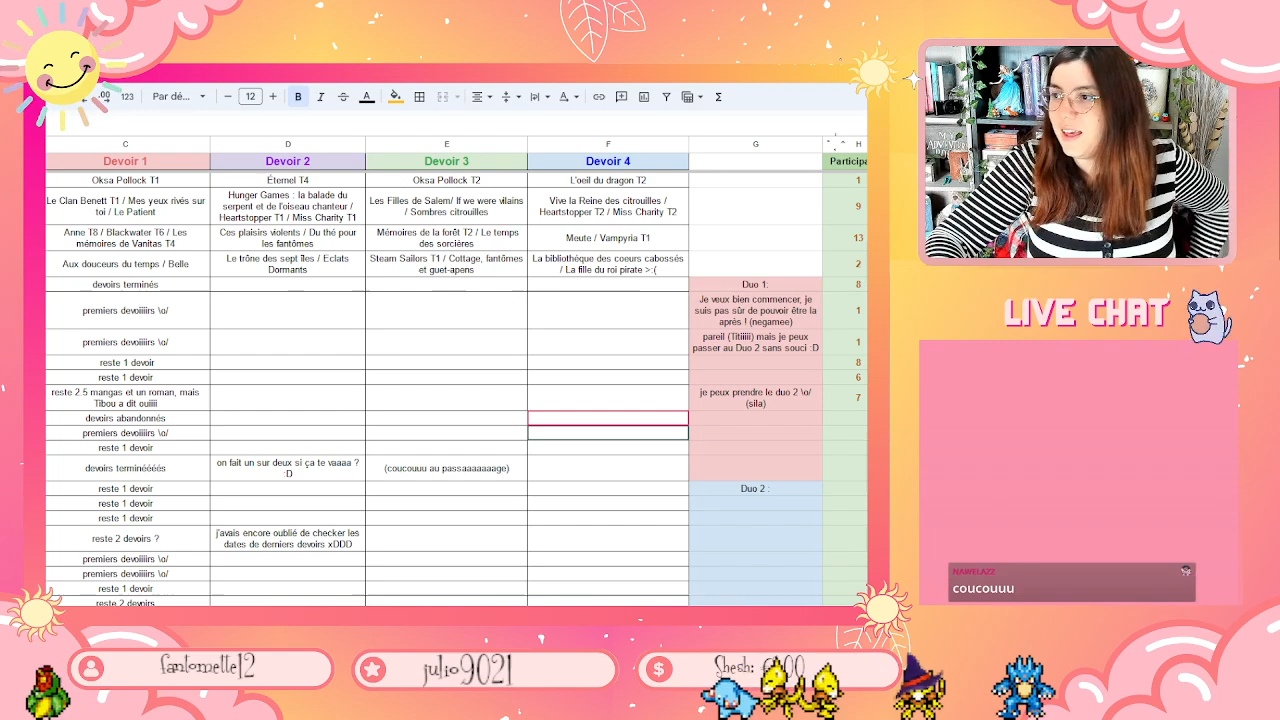 .00 123 Par dé... 12 B I A Σ
C D E F G H
Devoir 1 Devoir 2 Devoir 3 Devoir 4 Participa
Oksa Pollock T1 Éternel T4 Oksa Pollock T2 L'oeil du dragon T2 1
Le Clan Benett T1 / Mes yeux rivés sur
toi / Le Patient
Hunger Games : la balade du
serpent et de l'oiseau chanteur /
Heartstopper T1 / Miss Charity T1
Les Filles de Salem/ If we were vilains
/ Sombres citrouilles
Vive la Reine des citrouilles /
Heartstopper T2 / Miss Charity T2
9
Anne T8 / Blackwater T6 / Les
mémoires de Vanitas T4
Ces plaisirs violents / Du thé pour
les fantômes
Mémoires de la forêt T2 / Le temps
des sorcières
Meute / Vampyria T1
13
Aux douceurs du temps / Belle
Le trône des sept îles / Eclats
Dormants
Steam Sailors T1 / Cottage, fantômes
et guet-apens
La bibliothèque des coeurs cabossés
/ La fille du roi pirate >:(
2
devoirs terminés Duo 1: 8
premiers devoiiiirs \o/
Je veux bien commencer, je
suis pas sûr de pouvoir être la
après ! (negamee)
1
premiers devoiiiirs \o/
pareil (Titiiiii) mais je peux
passer au Duo 2 sans souci :D
1
reste 1 devoir 8
reste 1 devoir 6
reste 2.5 mangas et un roman, mais
Tibou a dit ouiiii
je peux prendre le duo 2 \o/
(sila)
7
devoirs abandonnés
premiers devoiiiirs \o/
reste 1 devoir
devoirs terminéééés
on fait un sur deux si ça te vaaaa ?
:D
(coucouuu au passaaaaaaage)
reste 1 devoir Duo 2 :
reste 1 devoir
reste 1 devoir
reste 2 devoirs ?
j'avais encore oublié de checker les
dates de derniers devoirs xDDD
premiers devoiiiirs \o/
premiers devoiiiirs \o/
reste 1 devoir
reste 2 devoirs
MY
ADVENTURE
LIVE CHAT
NAWELAZZ
coucouuu
fantomette12
julio9021
$ Shesh: